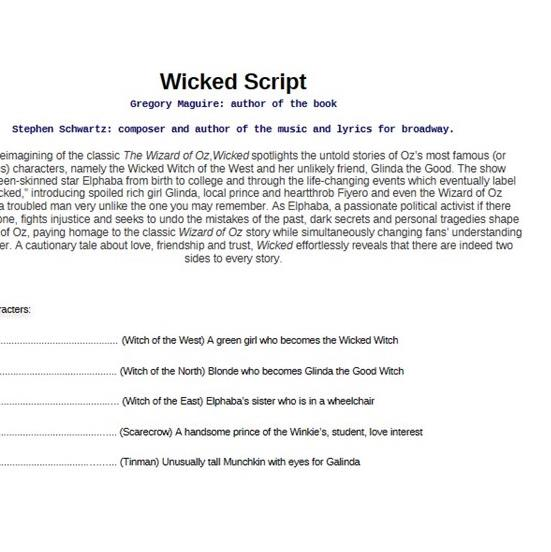 Wicked Script
Gregory Maguire: author of the book
Stephen Schwartz: composer and author of the music and lyrics for broadway.
eimagining of the classic The Wizard of Oz,Wicked spotlights the untold stories of Oz’s most famous (or
s) characters, namely the Wicked Witch of the West and her unlikely friend, Glinda the Good. The show
een-skinned star Elphaba from birth to college and through the life-changing events which eventually label
cked,” introducing spoiled rich girl Glinda, local prince and heartthrob Fiyero and even the Wizard of Oz
a troubled man very unlike the one you may remember. As Elphaba, a passionate political activist if there
one, fights injustice and seeks to undo the mistakes of the past, dark secrets and personal tragedies shape
of Oz, paying homage to the classic Wizard of Oz story while simultaneously changing fans’ understanding
er. A cautionary tale about love, friendship and trust, Wicked effortlessly reveals that there are indeed two
sides to every story.
racters:
(Witch of the West) A green girl who becomes the Wicked Witch
(Witch of the North) Blonde who becomes Glinda the Good Witch
(Witch of the East) Elphaba’s sister who is in a wheelchair
(Scarecrow) A handsome prince of the Winkie’s, student, love interest
(Tinman) Unusually tall Munchkin with eyes for Galinda